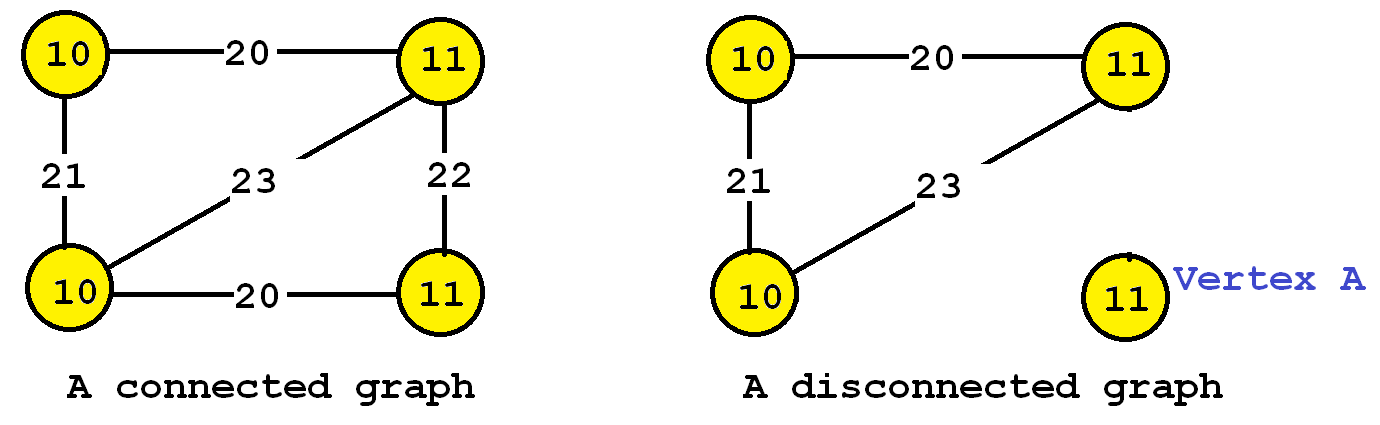 10 20 11
21 23 22
10 20 11
A connected graph
10 20 11
21 23
10 11 Vertex A
A disconnected graph